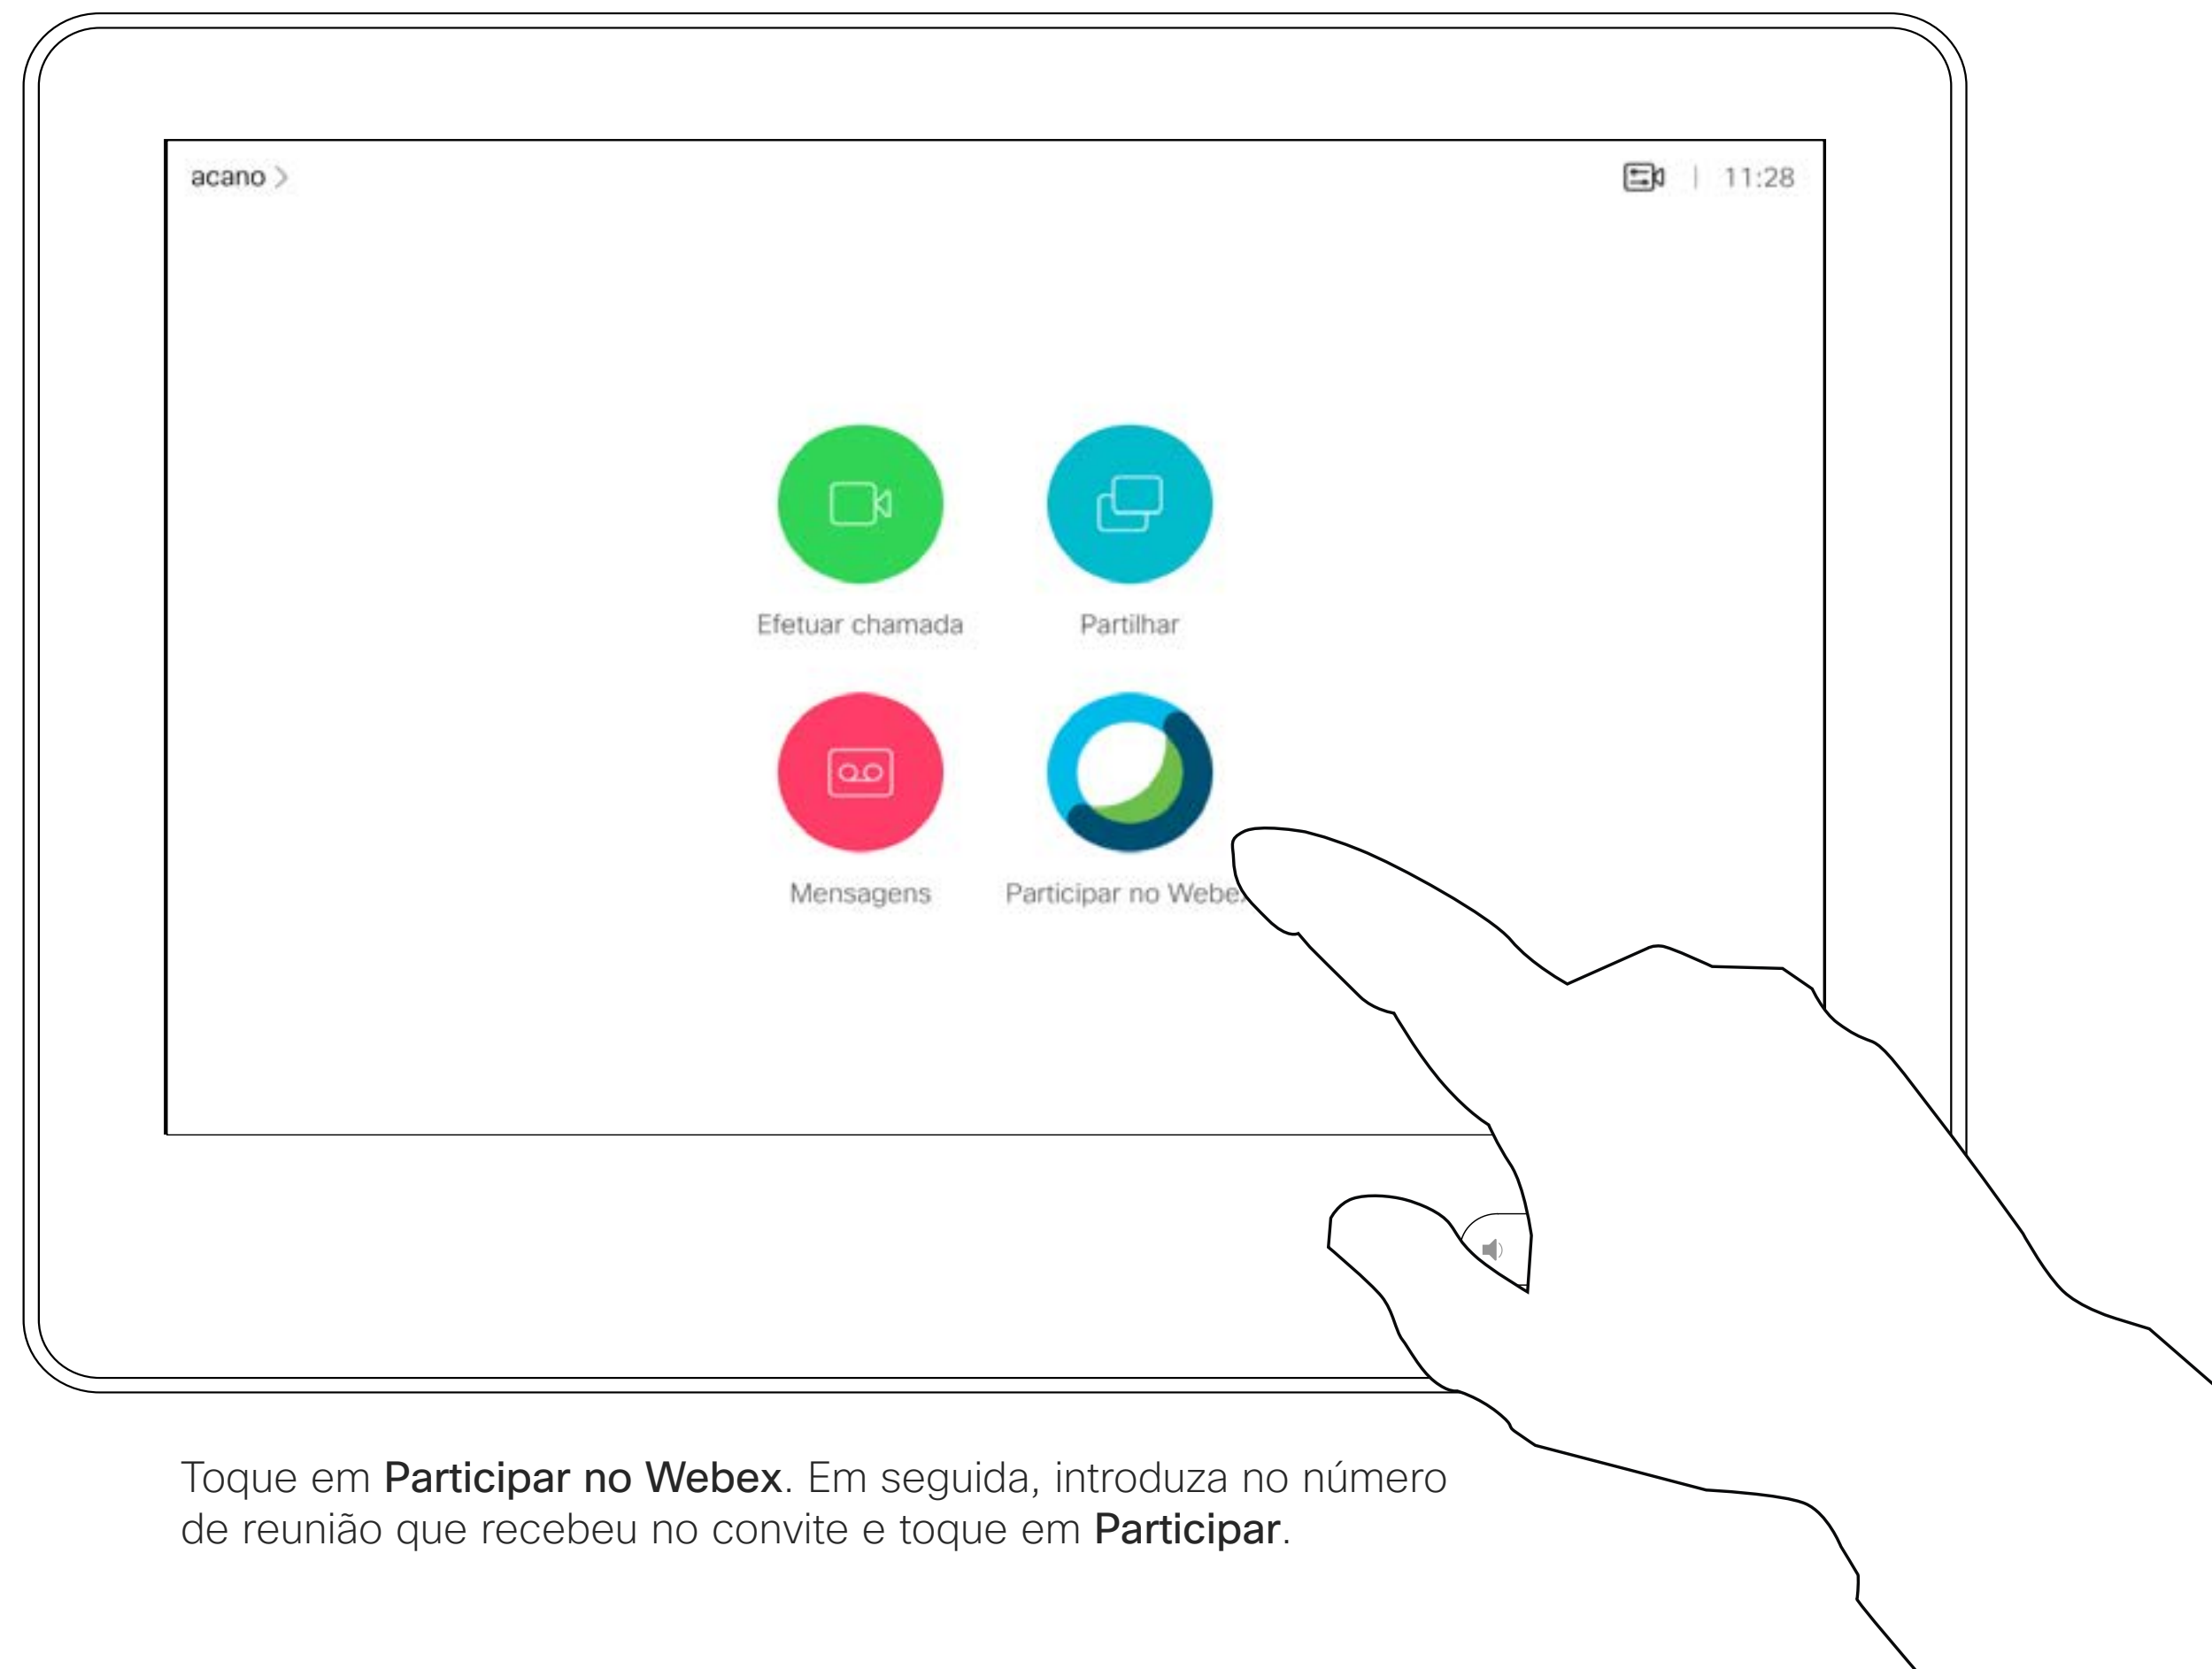 acano
11:28
Efetuar chamada
Partilhar
Mensagens
Participar no
Toque em Participar no Webex. Em seguida, introduza no número
de reunião que recebeu no convite e toque em Participar.